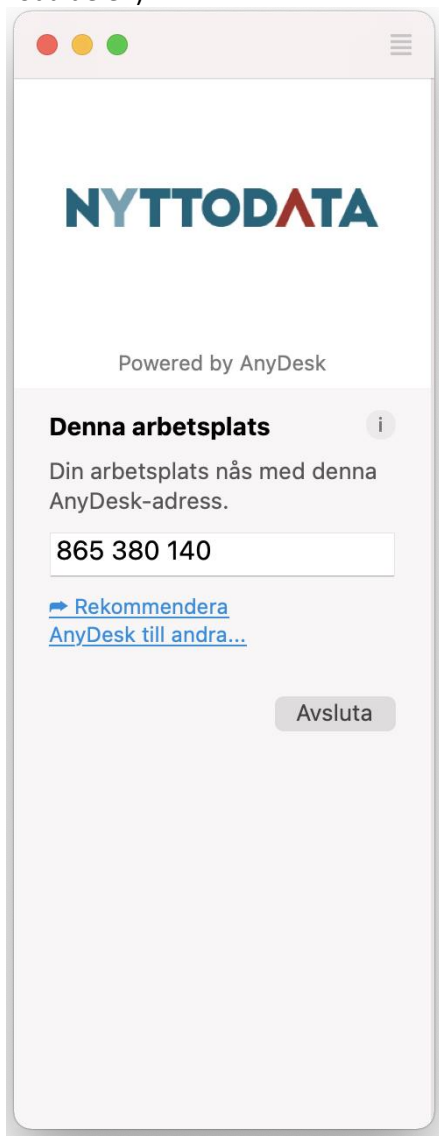 NYTTODATA
Powered by AnyDesk
Denna arbetsplats
i
Din arbetsplats nås med denna
AnyDesk-adress.
865 380 140
➦ Rekommendera
AnyDesk till andra...
Avsluta